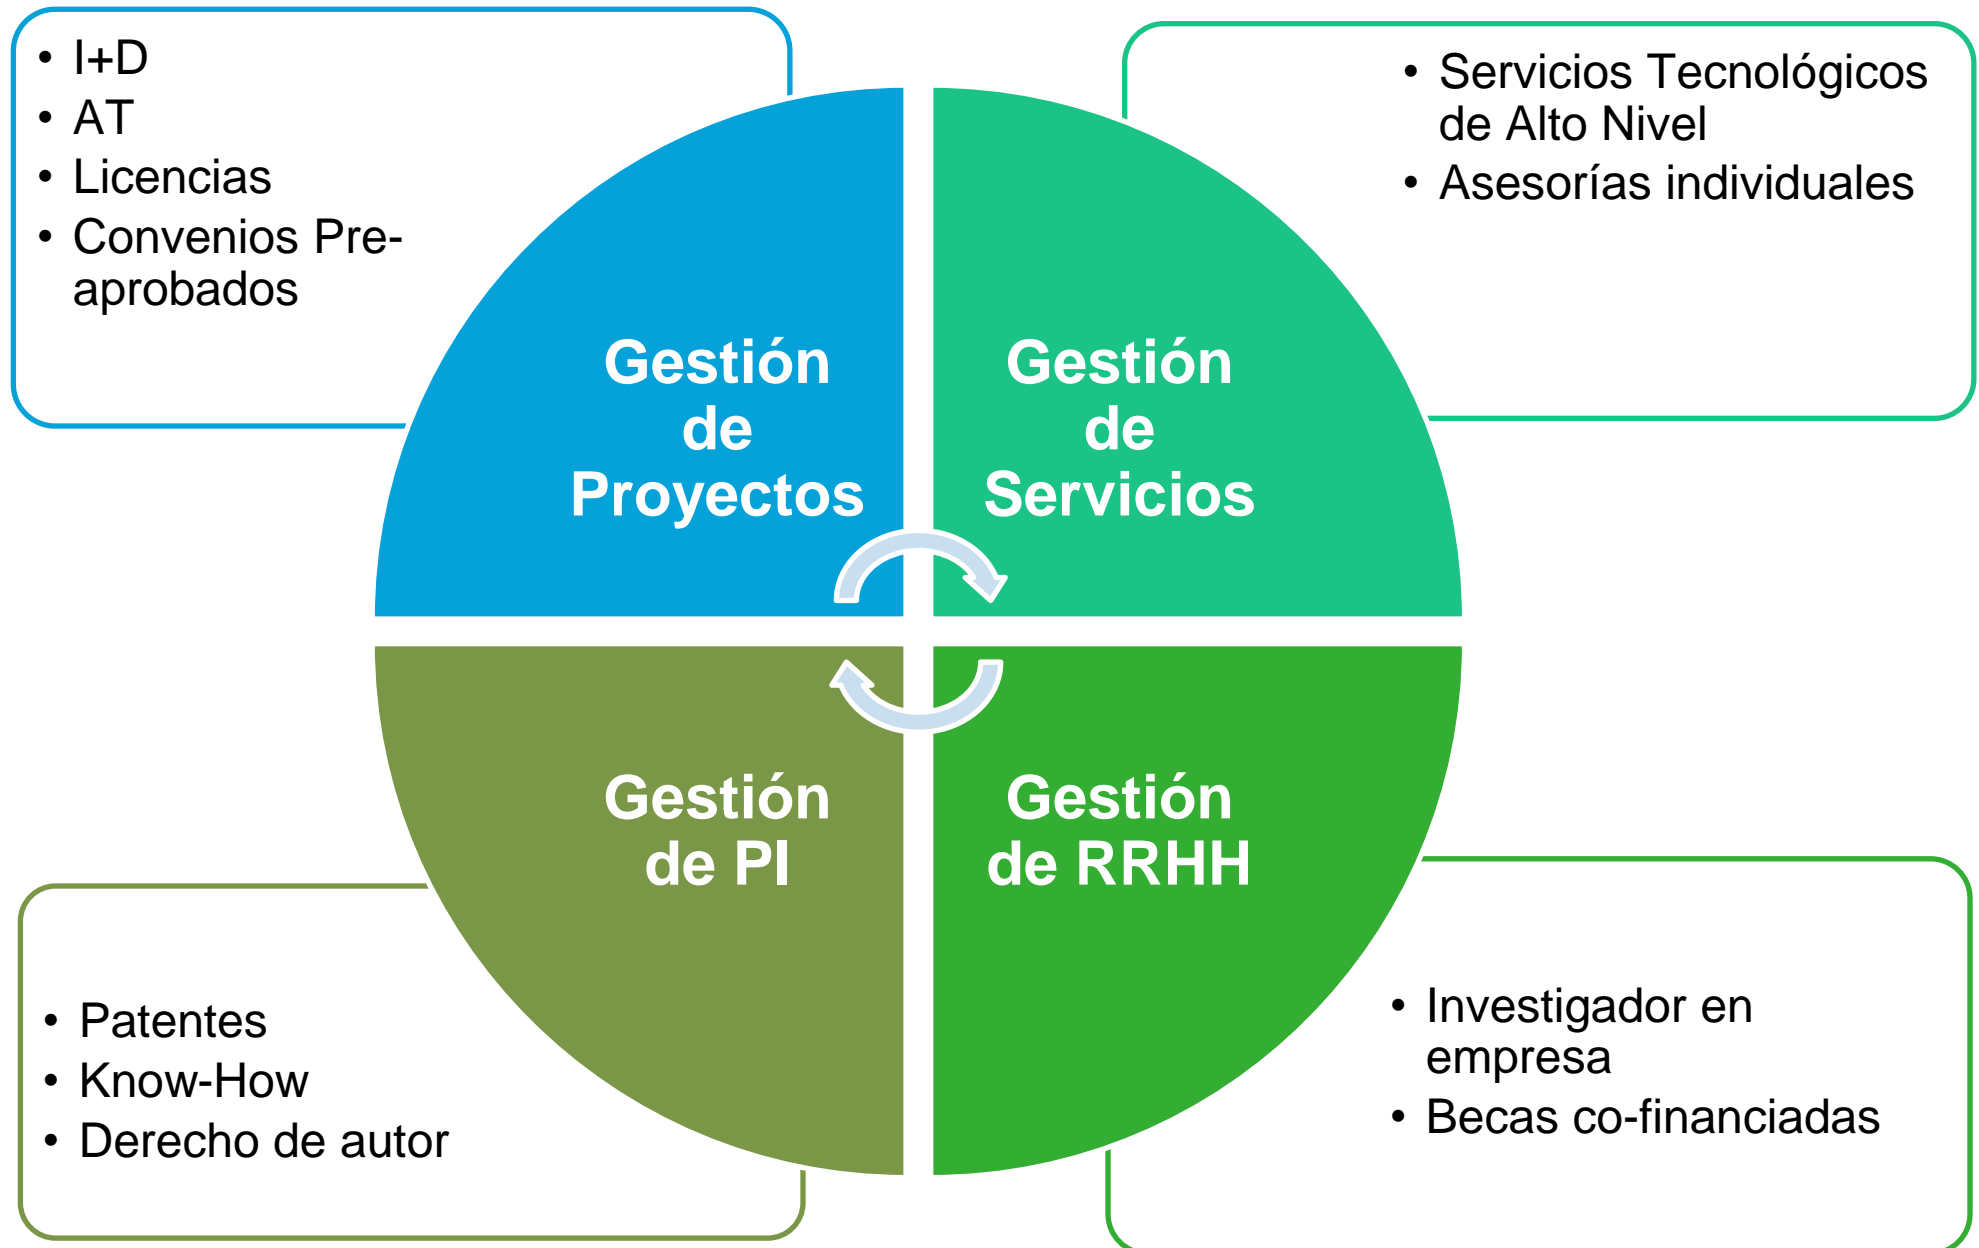 • I+D
• AT
• Licencias
• Convenios Pre-
aprobados
• Servicios Tecnológicos
de Alto Nivel
• Asesorías individuales
Gestión
de
Proyectos
Gestión
de
Servicios
Gestión
de PI
Gestión
de RRHH
• Patentes
• Know-How
• Derecho de autor
• Investigador en
empresa
• Becas co-financiadas